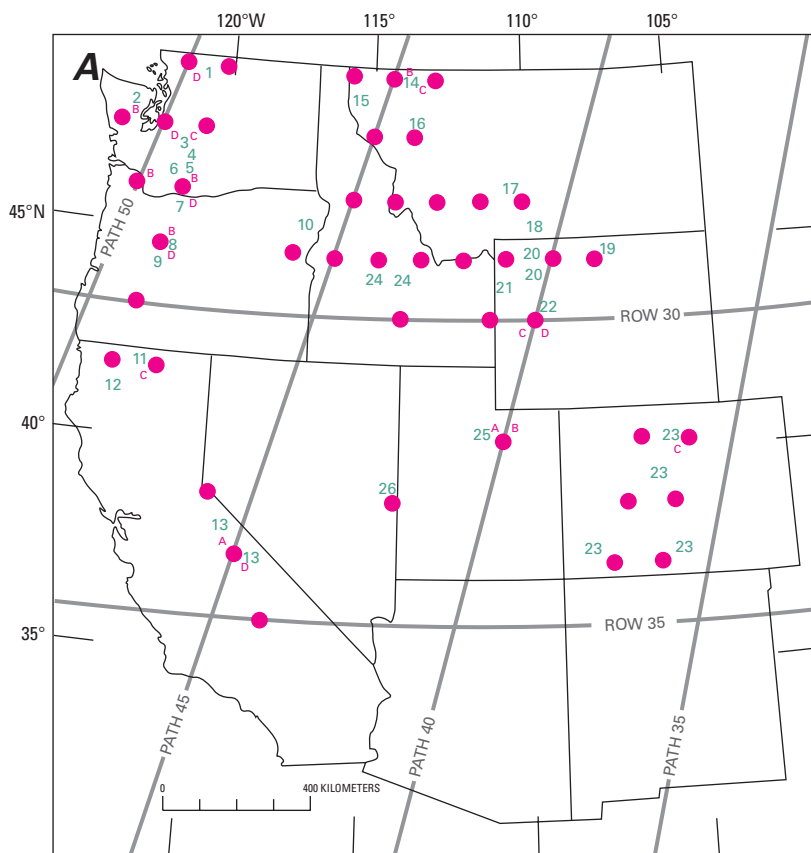 120°W 115° 110° 105°
A
D 1 B 14 C 15
2 B
D C 3 16
4
6 5 B
B 7 D
17
45°N
PATH 50
18
10
B 8
9 D
20 19
24 24 20
21
22
C D
ROW 30
11
C
12
40°
A B
25
23
C
23
26
13
A
13
D
23 23
ROW 35
35°
PATH 45 PATH 40 PATH 35
0 400 KILOMETERS